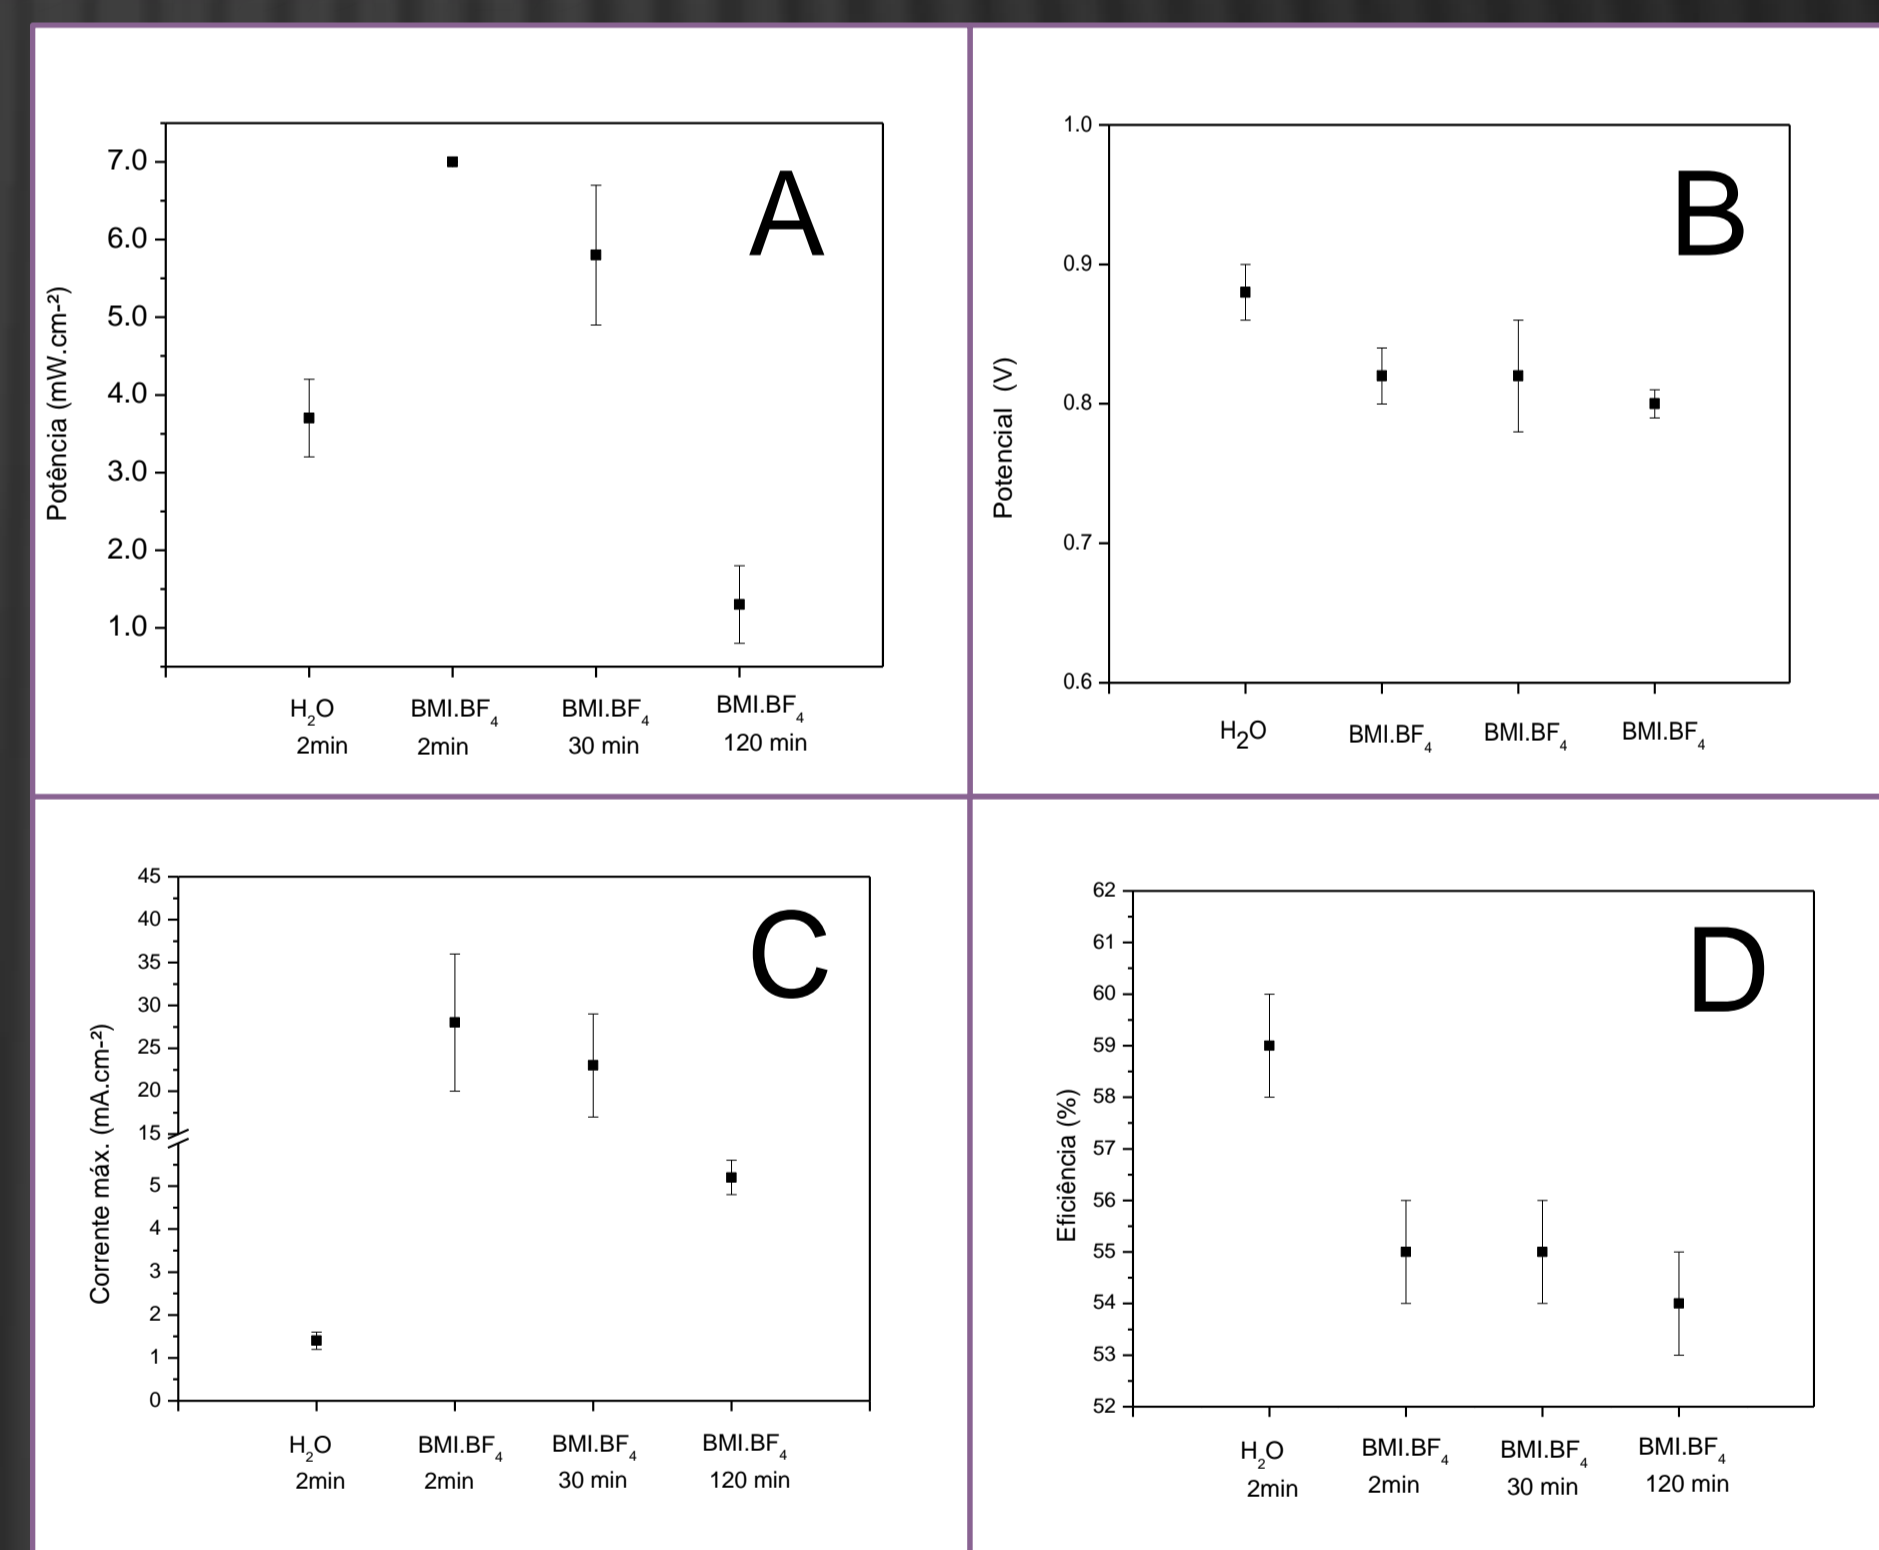 A
Potência (mW.cm-²)
7.0
6.0
5.0
4.0
3.0
2.0
1.0
H₂O BMI.BF₄ BMI.BF₄ BMI.BF₄
2min 2min 30 min 120 min
B
Potencial (V)
1.0
0.9
0.8
0.7
0.6
H₂O BMI.BF₄ BMI.BF₄ BMI.BF₄
C
Corrente máx. (mA.cm-²)
45
40
35
30
25
20
15
5
4
3
2
1
0
H₂O BMI.BF₄ BMI.BF₄ BMI.BF₄
2min 2min 30 min 120 min
D
Eficiência (%)
62
61
60
59
58
57
56
55
54
53
52
H₂O BMI.BF₄ BMI.BF₄ BMI.BF₄
2min 2min 30 min 120 min